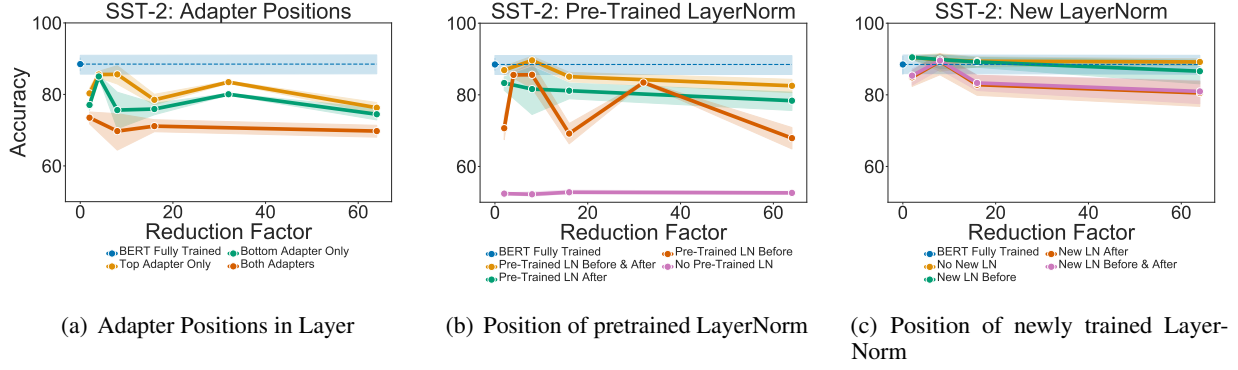 SST-2: Adapter Positions
100
80
60
Accuracy
0 20 40 60
Reduction Factor
BERT Fully Trained
Top Adapter Only
Bottom Adapter Only
Both Adapters
(a) Adapter Positions in Layer
SST-2: Pre-Trained LayerNorm
100
80
60
0 20 40 60
Reduction Factor
BERT Fully Trained
Pre-Trained LN Before & After
Pre-Trained LN After
Pre-Trained LN Before
No Pre-Trained LN
(b) Position of pretrained LayerNorm
SST-2: New LayerNorm
100
80
60
0 20 40 60
Reduction Factor
BERT Fully Trained
No New LN
New LN Before
New LN After
New LN Before & After
(c) Position of newly trained Layer-
Norm